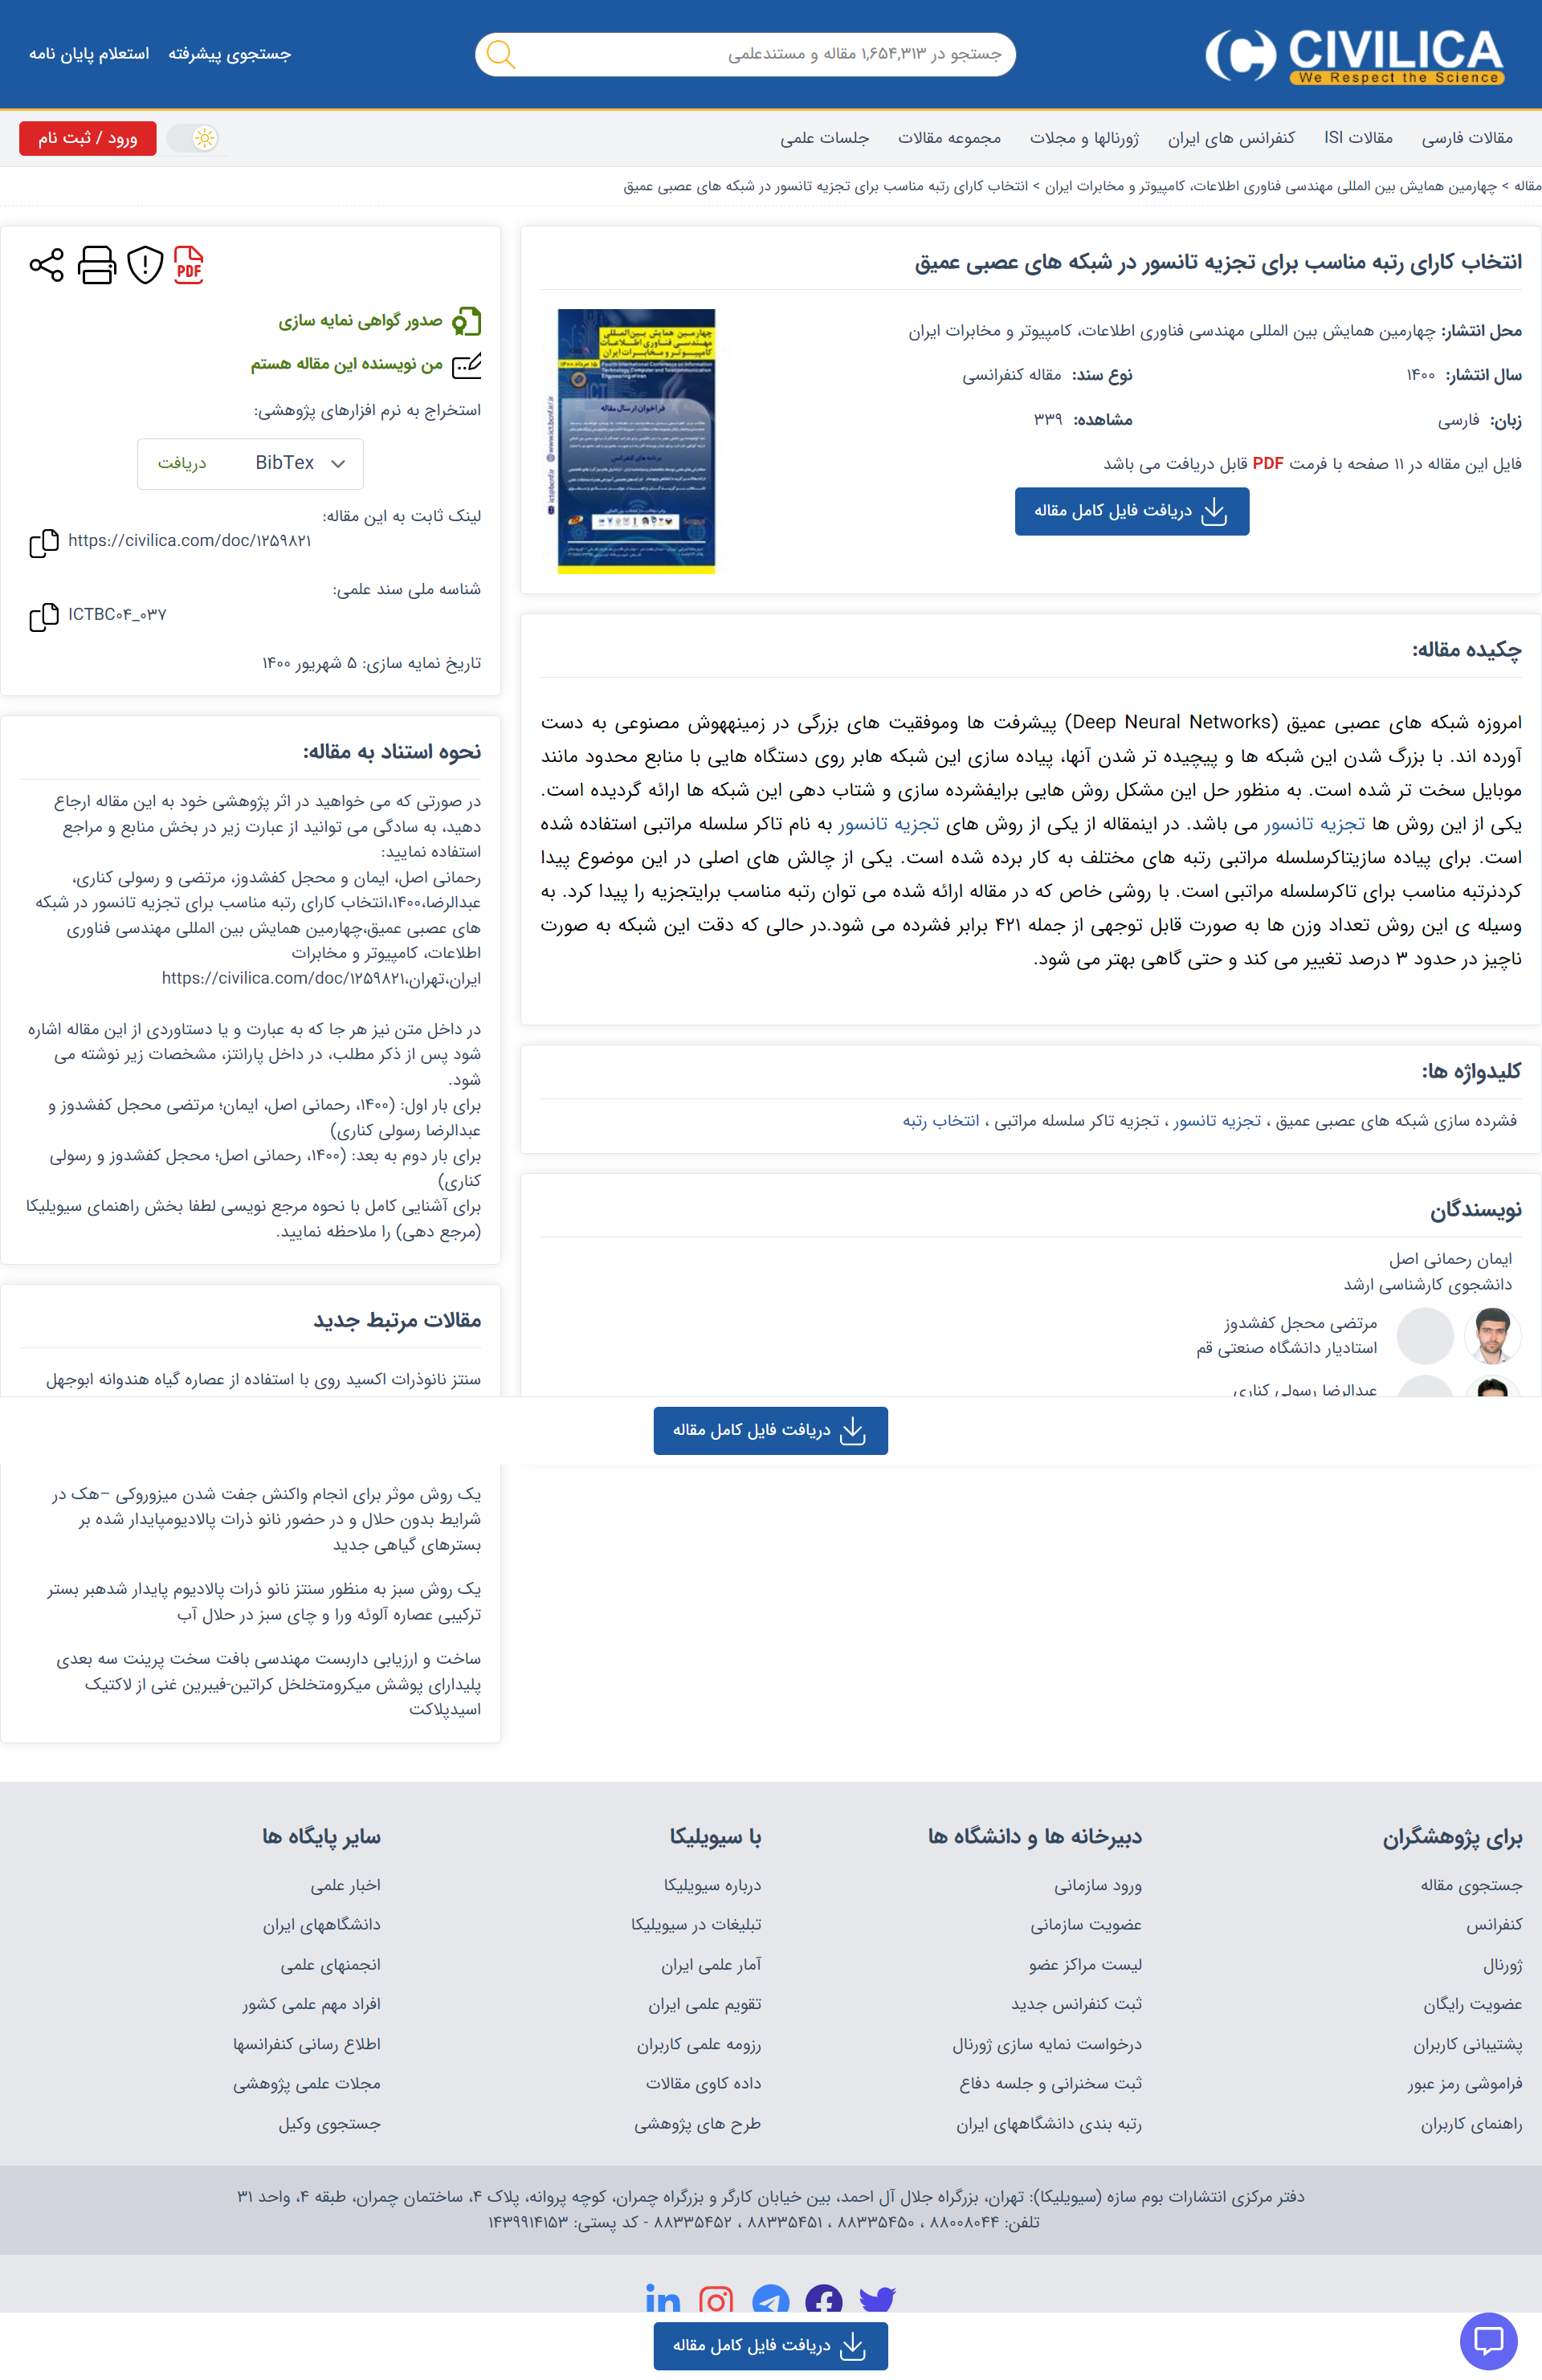 CIVILICA
We Respect the Science
جستجو در ۱,۶۵۴,۳۱۳ مقاله و مستندعلمی
جستجوی پیشرفته
استعلام پایان نامه
مقالات فارسی
مقالات ISI
کنفرانس های ایران
ژورنالها و مجلات
مجموعه مقالات
جلسات علمی
ورود / ثبت نام
مقاله > چهارمین همایش بین المللی مهندسی فناوری اطلاعات، کامپیوتر و مخابرات ایران > انتخاب کارای رتبه مناسب برای تجزیه تانسور در شبکه های عصبی عمیق
انتخاب کارای رتبه مناسب برای تجزیه تانسور در شبکه های عصبی عمیق
محل انتشار: چهارمین همایش بین المللی مهندسی فناوری اطلاعات، کامپیوتر و مخابرات ایران
سال انتشار: ۱۴۰۰
نوع سند: مقاله کنفرانسی
زبان: فارسی
مشاهده: ۳۳۹
فایل این مقاله در ۱۱ صفحه با فرمت PDF قابل دریافت می باشد
دریافت فایل کامل مقاله
چهارمین همایش بین‌المللی
مهندسی فناوری اطلاعات
کامپیوتر و مخابرات ایران
۱۵ مرداد ۱۴۰۰
Fourth International Conference on Information
Technology, Computer and Telecommunication
Engineering of Iran
فراخوان ارسال مقاله
چکیده مقاله:
امروزه شبکه های عصبی عمیق (Deep Neural Networks) پیشرفت ها وموفقیت های بزرگی در زمینههوش مصنوعی به دست
آورده اند. با بزرگ شدن این شبکه ها و پیچیده تر شدن آنها، پیاده سازی این شبکه هابر روی دستگاه هایی با منابع محدود مانند
موبایل سخت تر شده است. به منظور حل این مشکل روش هایی برایفشرده سازی و شتاب دهی این شبکه ها ارائه گردیده است.
یکی از این روش ها تجزیه تانسور می باشد. در اینمقاله از یکی از روش های تجزیه تانسور به نام تاکر سلسله مراتبی استفاده شده
است. برای پیاده سازیتاکرسلسله مراتبی رتبه های مختلف به کار برده شده است. یکی از چالش های اصلی در این موضوع پیدا
کردنرتبه مناسب برای تاکرسلسله مراتبی است. با روشی خاص که در مقاله ارائه شده می توان رتبه مناسب برایتجزیه را پیدا کرد. به
وسیله ی این روش تعداد وزن ها به صورت قابل توجهی از جمله ۴۲۱ برابر فشرده می شود.در حالی که دقت این شبکه به صورت
ناچیز در حدود ۳ درصد تغییر می کند و حتی گاهی بهتر می شود.
کلیدواژه ها:
فشرده سازی شبکه های عصبی عمیق ، تجزیه تانسور ، تجزیه تاکر سلسله مراتبی ، انتخاب رتبه
نویسندگان
ایمان رحمانی اصل
دانشجوی کارشناسی ارشد
مرتضی محجل کفشدوز
استادیار دانشگاه صنعتی قم
عبدالرضا رسولی کناری
PDF
صدور گواهی نمایه سازی
من نویسنده این مقاله هستم
استخراج به نرم افزارهای پژوهشی:
BibTex
دریافت
لینک ثابت به این مقاله:
https://civilica.com/doc/۱۲۵۹۸۲۱
شناسه ملی سند علمی:
ICTBC۰۴_۰۳۷
تاریخ نمایه سازی: ۵ شهریور ۱۴۰۰
نحوه استناد به مقاله:
در صورتی که می خواهید در اثر پژوهشی خود به این مقاله ارجاع
دهید، به سادگی می توانید از عبارت زیر در بخش منابع و مراجع
استفاده نمایید:
رحمانی اصل، ایمان و محجل کفشدوز، مرتضی و رسولی کناری،
عبدالرضا،۱۴۰۰،انتخاب کارای رتبه مناسب برای تجزیه تانسور در شبکه
های عصبی عمیق،چهارمین همایش بین المللی مهندسی فناوری
اطلاعات، کامپیوتر و مخابرات
ایران،تهران،https://civilica.com/doc/۱۲۵۹۸۲۱
در داخل متن نیز هر جا که به عبارت و یا دستاوردی از این مقاله اشاره
شود پس از ذکر مطلب، در داخل پارانتز، مشخصات زیر نوشته می
شود.
برای بار اول: (۱۴۰۰، رحمانی اصل، ایمان؛ مرتضی محجل کفشدوز و
عبدالرضا رسولی کناری)
برای بار دوم به بعد: (۱۴۰۰، رحمانی اصل؛ محجل کفشدوز و رسولی
کناری)
برای آشنایی کامل با نحوه مرجع نویسی لطفا بخش راهنمای سیویلیکا
(مرجع دهی) را ملاحظه نمایید.
مقالات مرتبط جدید
سنتز نانوذرات اکسید روی با استفاده از عصاره گیاه هندوانه ابوجهل
دریافت فایل کامل مقاله
یک روش موثر برای انجام واکنش جفت شدن میزوروکی –هک در
شرایط بدون حلال و در حضور نانو ذرات پالادیومپایدار شده بر
بسترهای گیاهی جدید
یک روش سبز به منظور سنتز نانو ذرات پالادیوم پایدار شدهبر بستر
ترکیبی عصاره آلوئه ورا و چای سبز در حلال آب
ساخت و ارزیابی داربست مهندسی بافت سخت پرینت سه بعدی
پلیدارای پوشش میکرومتخلخل کراتین-فیبرین غنی از لاکتیک
اسیدپلاکت
برای پژوهشگران
جستجوی مقاله
کنفرانس
ژورنال
عضویت رایگان
پشتیبانی کاربران
فراموشی رمز عبور
راهنمای کاربران
دبیرخانه ها و دانشگاه ها
ورود سازمانی
عضویت سازمانی
لیست مراکز عضو
ثبت کنفرانس جدید
درخواست نمایه سازی ژورنال
ثبت سخنرانی و جلسه دفاع
رتبه بندی دانشگاههای ایران
با سیویلیکا
درباره سیویلیکا
تبلیغات در سیویلیکا
آمار علمی ایران
تقویم علمی ایران
رزومه علمی کاربران
داده کاوی مقالات
طرح های پژوهشی
سایر پایگاه ها
اخبار علمی
دانشگاههای ایران
انجمنهای علمی
افراد مهم علمی کشور
اطلاع رسانی کنفرانسها
مجلات علمی پژوهشی
جستجوی وکیل
دفتر مرکزی انتشارات بوم سازه (سیویلیکا): تهران، بزرگراه جلال آل احمد، بین خیابان کارگر و بزرگراه چمران، کوچه پروانه، پلاک ۴، ساختمان چمران، طبقه ۴، واحد ۳۱
تلفن: ۸۸۰۰۸۰۴۴ ، ۸۸۳۳۵۴۵۰ ، ۸۸۳۳۵۴۵۱ ، ۸۸۳۳۵۴۵۲ - کد پستی: ۱۴۳۹۹۱۴۱۵۳
دریافت فایل کامل مقاله